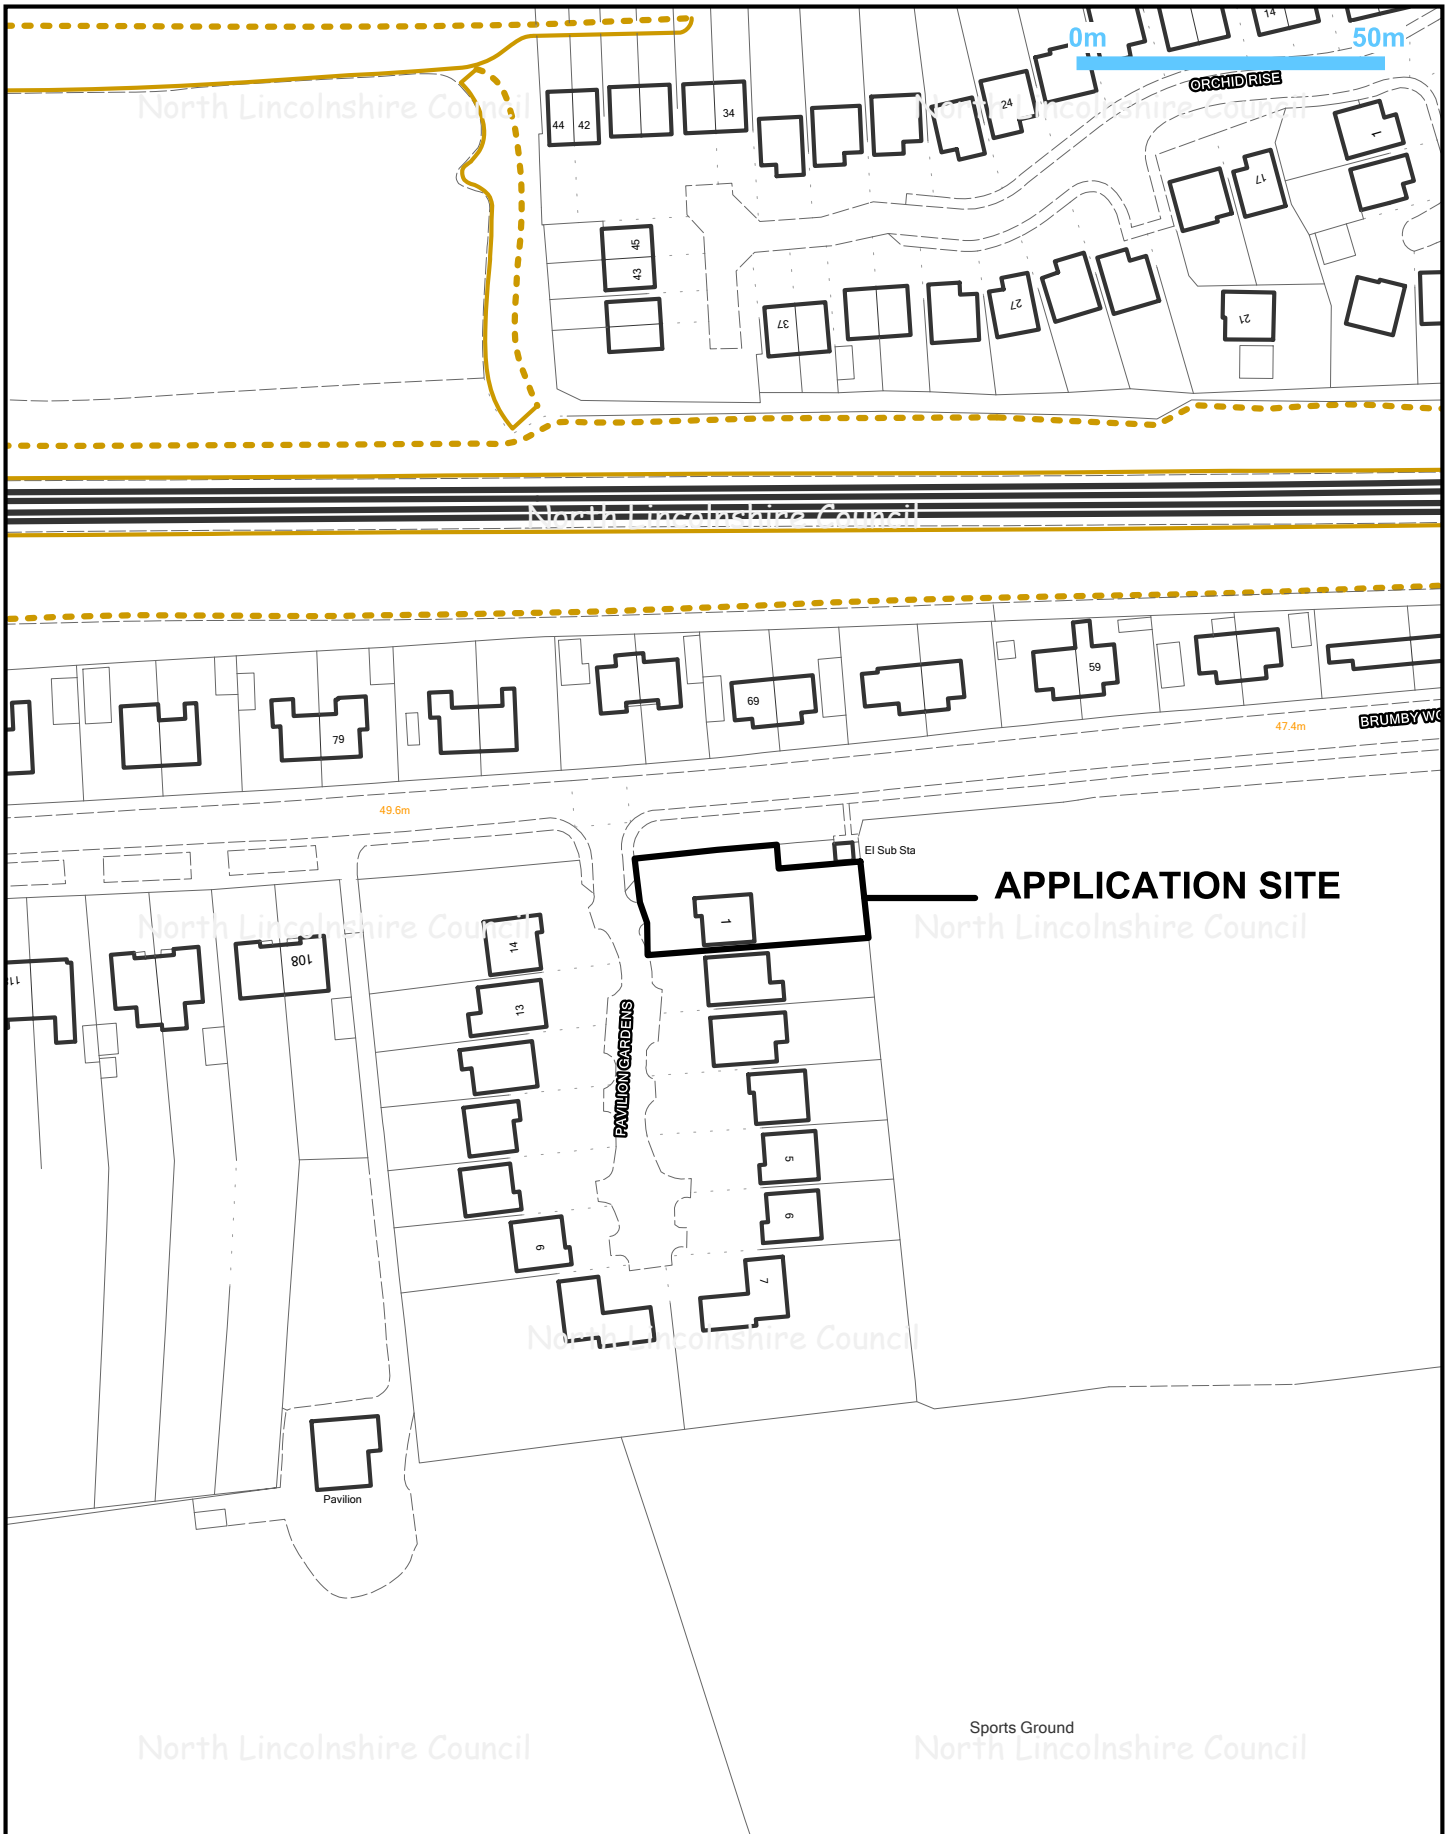 0m
50m
14
ORCHID RISE
North Lincolnshire Council
North Lincolnshire Council
44
42
34
24
1
17
45
43
37
27
21
North Lincolnshire Council
59
69
79
47.4m
BRUMBY WO
49.6m
El Sub Sta
APPLICATION SITE
North Lincolnshire Council
North Lincolnshire Council
1
14
108
13
PAVILION GARDENS
5
6
9
7
North Lincolnshire Council
Pavilion
Sports Ground
North Lincolnshire Council
North Lincolnshire Council